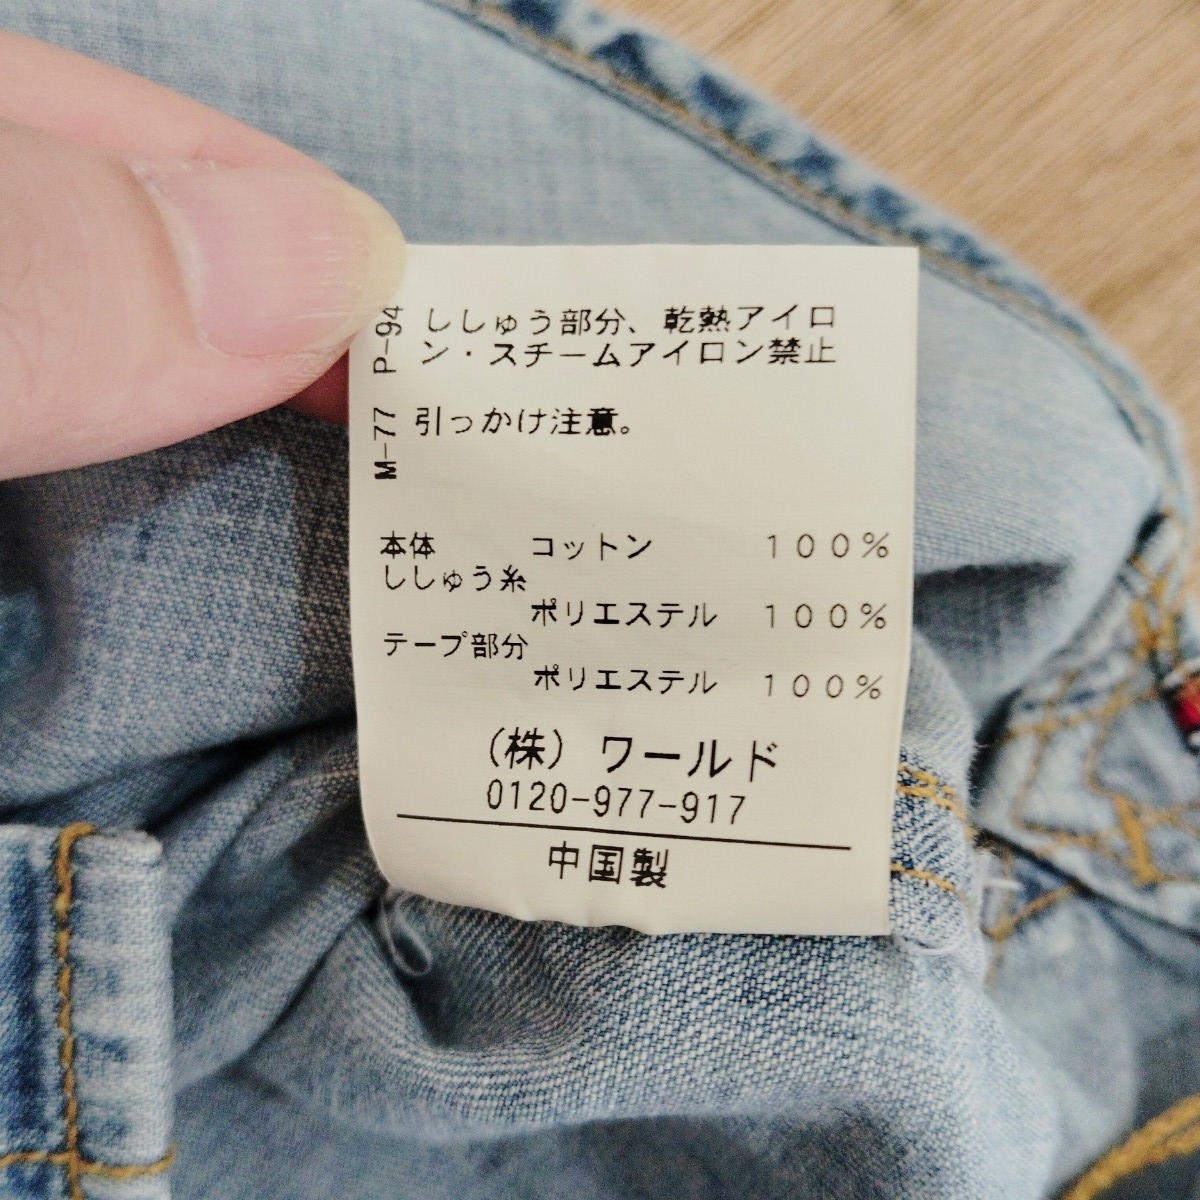 P-94 ししゅう部分、乾熱アイロ
ン・スチームアイロン禁止
M-77 引っかけ注意。
本体 コットン 100%
ししゅう糸
ポリエステル 100%
テープ部分
ポリエステル 100%
(株) ワールド
0120-977-917
中国製